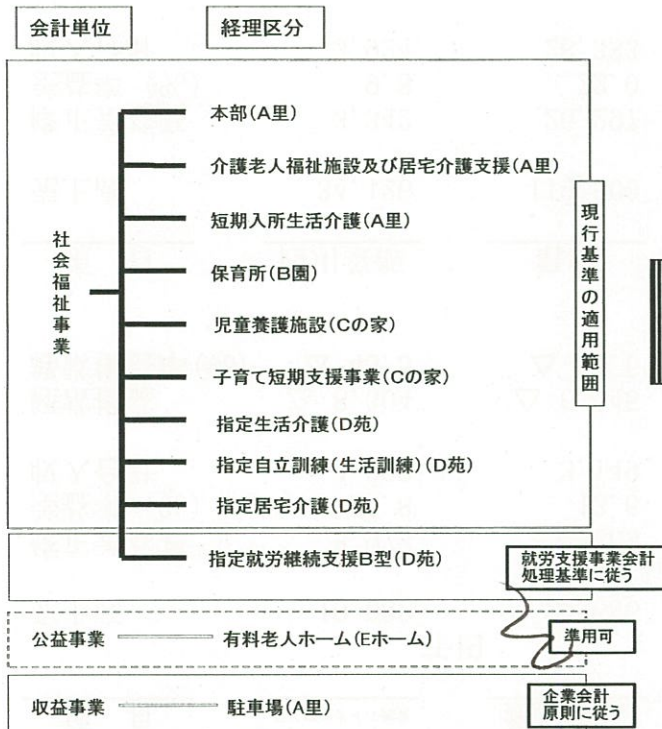 会計単位
経理区分
本部(A里)
介護老人福祉施設及び居宅介護支援(A里)
短期入所生活介護(A里)
保育所(B園)
児童養護施設(Cの家)
子育て短期支援事業(Cの家)
指定生活介護(D苑)
指定自立訓練(生活訓練)(D苑)
指定居宅介護(D苑)
社会福祉事業
現行基準の適用範囲
指定就労継続支援B型(D苑)
就労支援事業会計
処理基準に従う
公益事業
有料老人ホーム(Eホーム)
準用可
収益事業
駐車場(A里)
企業会計
原則に従う